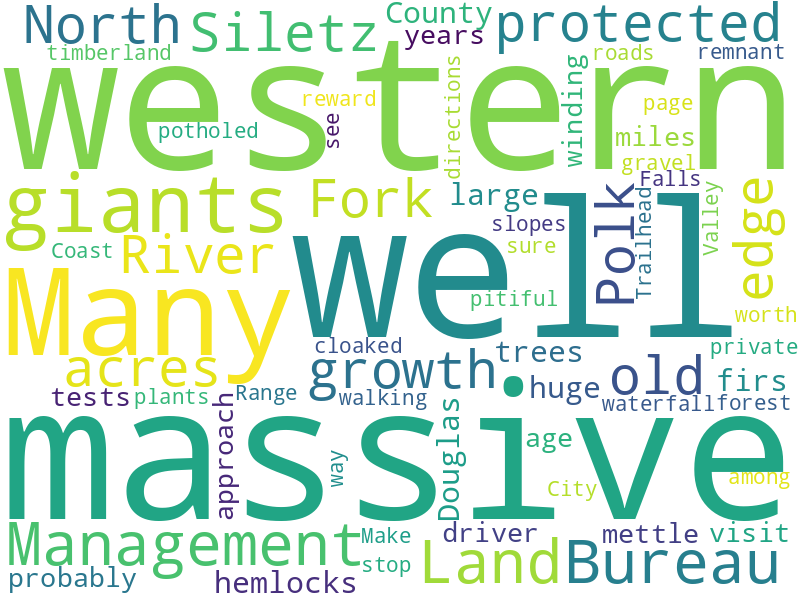 North
Siletz
County
years
protected
timberland
roads
remnant
western
potholed
reward
see
directions
winding
page
miles
gravel
giants
Fork
large
Falls
slopes
sure
Polk
Trailhead
Valley
edge
Coast
River
well
Many
pitiful
worth
cloaked
trees
private
acres
growth
Range
walking
huge
old
firs
waterfall
forest
tests
plants
approach
massive
way
Douglas
age
City
among
Management
Make
stop
driver
mettle
visit
probably
hemlocks
Land
Bureau